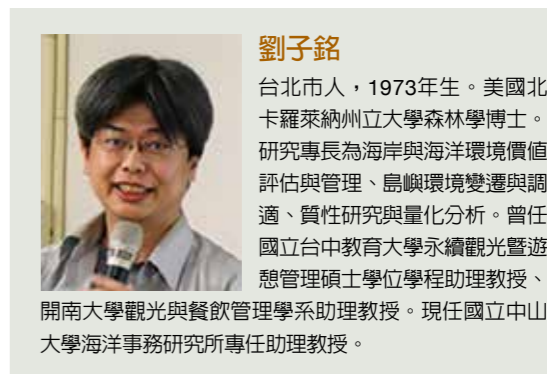 劉子銘
台北市人，1973年生。美國北
卡羅萊納州立大學森林學博士。
研究專長為海岸與海洋環境價值
評估與管理、島嶼環境變遷與調
適、質性研究與量化分析。曾任
國立台中教育大學永續觀光暨遊
憩管理碩士學位學程助理教授、
開南大學觀光與餐飲管理學系助理教授。現任國立中山
大學海洋事務研究所專任助理教授。